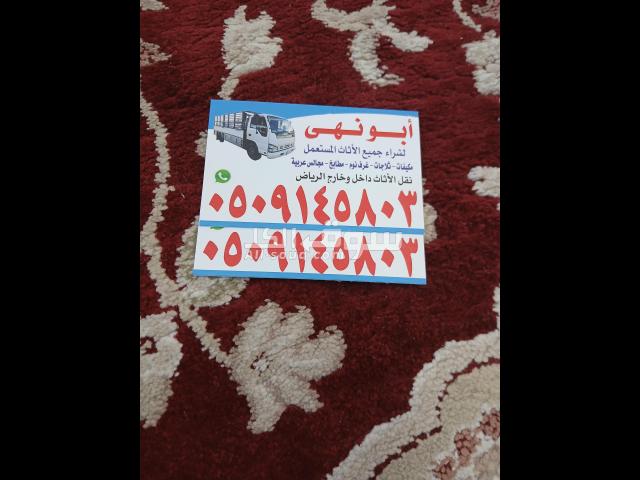 أبو نهى
لشراء جميع الأثاث المستعمل
مكيفات - ثلاجات - غرف نوم - مطابخ - مجالس عربية
نقل الأثاث داخل وخارج الرياض
٠٥٠٩١٤٥٨٠٣
٠٥٠٩١٤٥٨٠٣